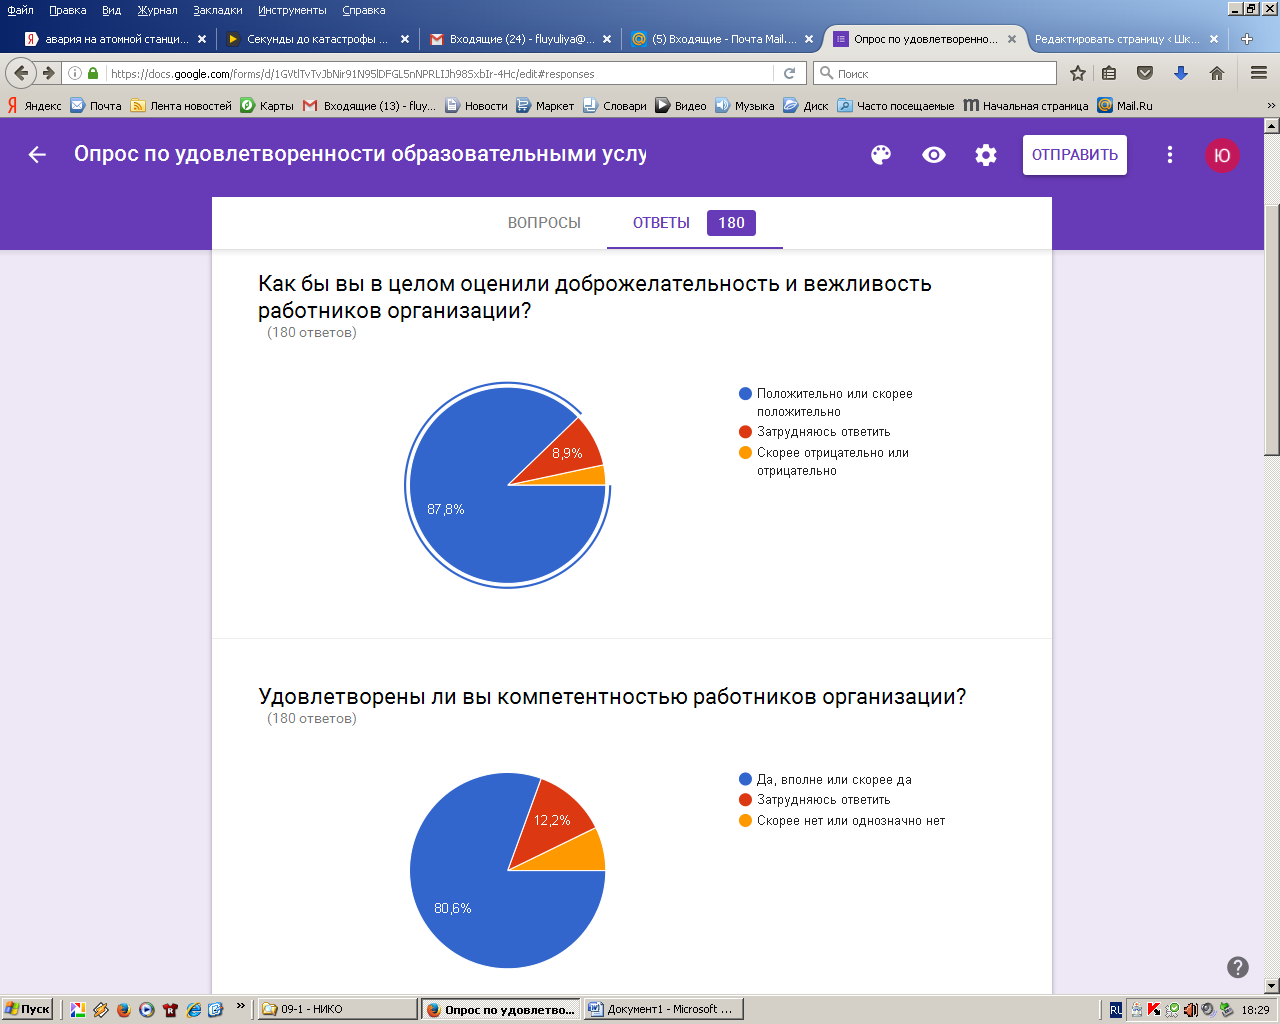 Файл Правка Вид Журнал Закладки Инструменты Справка
авария на атомной станци... Секунды до катастрофы ... Входящие (24) - fluyuliya@... (5) Входящие - Почта Mail.... Опрос по удовлетворенно... Редактировать страницу ‹ Шк...
https://docs.google.com/forms/d/1GVtlTvTvJbNir91N95lDFGL5nNPRLIJh985xbIr-4Hc/edit#responses Поиск
Яндекс Почта Лента новостей Карты Входящие (13) - fluy... Новости Маркет Словари Видео Музыка Диск Часто посещаемые Начальная страница Mail.Ru
Опрос по удовлетворенности образовательными услу ОТПРАВИТЬ Ю
ВОПРОСЫ ОТВЕТЫ 180
Как бы вы в целом оценили доброжелательность и вежливость
работников организации?
(180 ответов)
Положительно или скорее
положительно
Затрудняюсь ответить
Скорее отрицательно или
отрицательно
8,9%
87,8%
Удовлетворены ли вы компетентностью работников организации?
(180 ответов)
Да, вполне или скорее да
Затрудняюсь ответить
Скорее нет или однозначно нет
12,2%
80,6%
Пуск 09-1 - НИКО Опрос по удовлетво... Документ1 - Microsoft ... RU 18:29